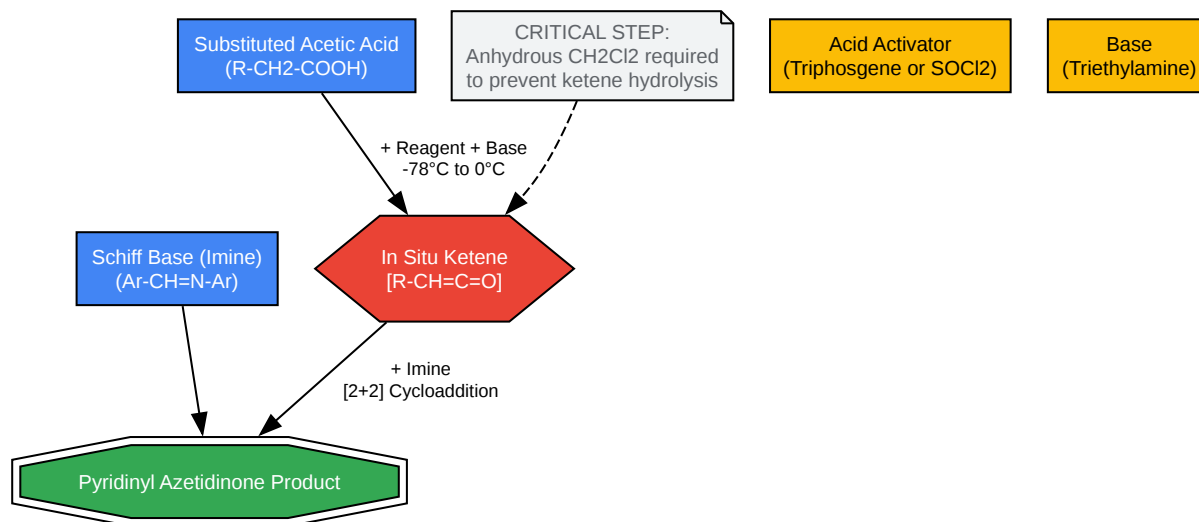 Substituted Acetic Acid
(R-CH2-COOH)
CRITICAL STEP:
Anhydrous CH2Cl2 required
to prevent ketene hydrolysis
Acid Activator
(Triphosgene or SOCl2)
Base
(Triethylamine)
+ Reagent + Base
-78°C to 0°C
Schiff Base (Imine)
(Ar-CH=N-Ar)
In Situ Ketene
[R-CH=C=O]
+ Imine
[2+2] Cycloaddition
Pyridinyl Azetidinone Product